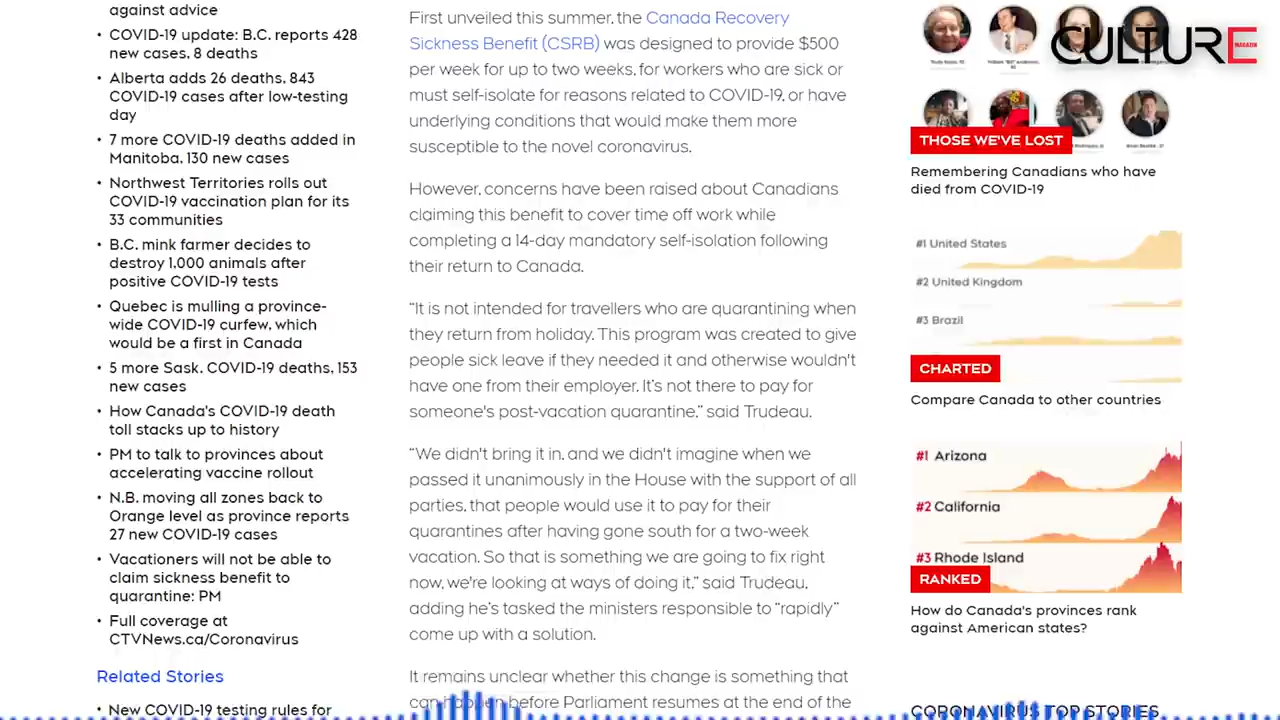 against advice
COVID-19 update: B.C. reports 428
new cases, 8 deaths
Alberta adds 26 deaths, 843
COVID-19 cases after low-testing
day
7 more COVID-19 deaths added in
Manitoba, 130 new cases
Northwest Territories rolls out
COVID-19 vaccination plan for its
33 communities
B.C. mink farmer decides to
destroy 1,000 animals after
positive COVID-19 tests
Quebec is mulling a province-
wide COVID-19 curfew, which
would be a first in Canada
5 more Sask. COVID-19 deaths, 153
new cases
How Canada's COVID-19 death
toll stacks up to history
PM to talk to provinces about
accelerating vaccine rollout
N.B. moving all zones back to
Orange level as province reports
27 new COVID-19 cases
Vacationers will not be able to
claim sickness benefit to
quarantine: PM
Full coverage at
CTVNews.ca/Coronavirus
Related Stories
New COVID-19 testing rules for
First unveiled this summer, the Canada Recovery
Sickness Benefit (CSRB) was designed to provide $500
per week, up to two weeks, for workers who are sick or
must self-isolate for reasons related to COVID-19, or have
underlying conditions that would make them more
susceptible to the novel coronavirus.
However, concerns have been raised about Canadians
claiming this benefit to cover time off work while
completing a 14-day mandatory self-isolation following
their return to Canada.
“It is not intended for travellers who are quarantining when
they return from holiday. This program was created to give
people sick leave if they needed it and otherwise wouldn't
have one from their employer. It's not there to pay for
someone's post-vacation quarantine,” said Trudeau.
“We didn't bring it in, and we didn't imagine when we
passed it unanimously in the House with the support of all
parties, that people would use it to pay for their
quarantines after having gone south for a two-week
vacation. So that is something we are going to fix right
now we're looking at ways of doing it,” said Trudeau,
adding he's tasked the ministers responsible to “rapidly”
come up with a solution.
It remains unclear whether this change is something that
can happen before Parliament resumes at the end of the
CULTURE
MAGAZIN
THOSE WE'VE LOST
Remembering Canadians who have
died from COVID-19
#1 United States
#2 United Kingdom
#3 Brazil
CHARTED
Compare Canada to other countries
#1 Arizona
#2 California
#3 Rhode Island
RANKED
How do Canada's provinces rank
against American states?
CORONAVIRUS TOP STORIES